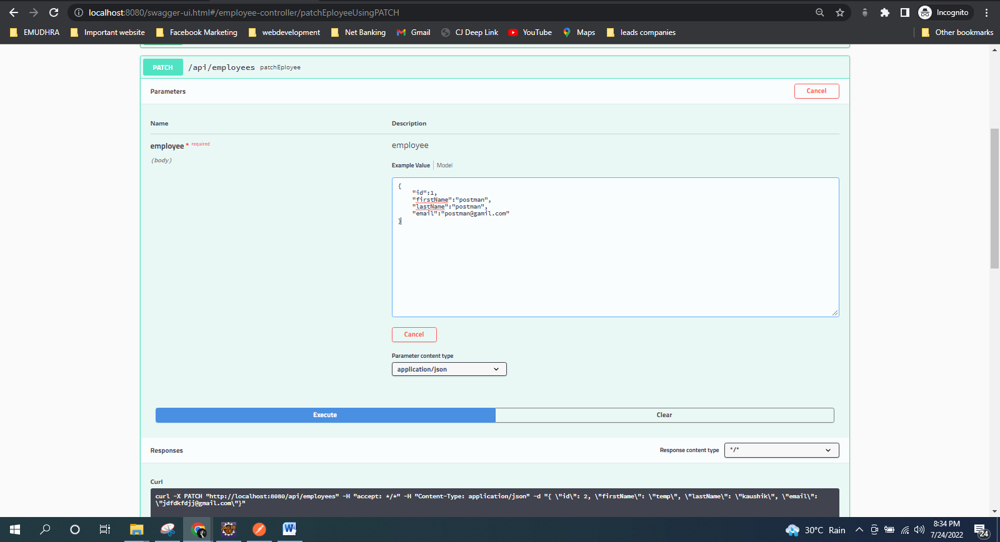 localhost:8080/swagger-ui.html#/employee-controller/patchEployeeUsingPATCH
Incognito
EMUDHRA
Important website
Facebook Marketing
webdevelopment
Net Banking
Gmail
CJ Deep Link
YouTube
Maps
leads companies
Other bookmarks
PATCH /api/employees patchEployee
Parameters
Cancel
Name
Description
employee * required
(body)
employee
Example Value
Model
{
"id":1,
"firstName":"postman",
"lastName":"postman",
"email":"postman@gamil.com"
}
Cancel
Parameter content type
application/json
Execute
Clear
Responses
Response content type
*/*
Curl
curl -X PATCH "http://localhost:8080/api/employees" -H "accept: */*" -H "Content-Type: application/json" -d "{ \"id\": 2, \"firstName\": \"temp\", \"lastName\": \"kaushik\", \"email\":
\"jdfdkfdjj@gmail.com\"}"
30°C Rain
8:34 PM
7/24/2022
24